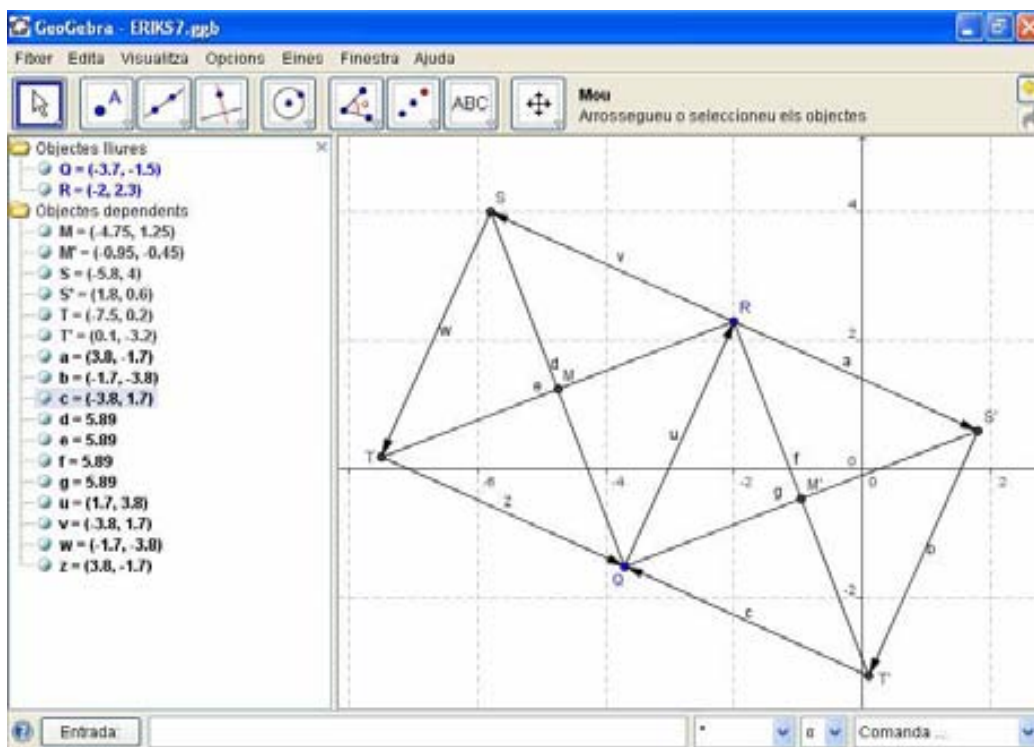 GeoGebra - ERIKS7.ggb
Fitxer Edita Visualitza Opcions Eines Finestra Ajuda
A
ABC
Mou
Arrossegueu o seleccioneu els objectes
Objectes lliures
Q = (-3.7, -1.5)
R = (-2, 2.3)
Objectes dependents
M = (-4.75, 1.25)
M' = (-0.95, -0.45)
S = (-5.8, 4)
S' = (1.8, 0.6)
T = (-7.5, 0.2)
T' = (0.1, -3.2)
a = (3.8, -1.7)
b = (-1.7, -3.8)
c = (-3.8, 1.7)
d = 5.89
e = 5.89
f = 5.89
g = 5.89
u = (1.7, 3.8)
v = (-3.8, 1.7)
w = (-1.7, -3.8)
z = (3.8, -1.7)
S
4
v
R
w
2
d
a
e M
S'
u
T
f
0
-6 -4 -2 0 2
z
g M'
b
Q
-2
c
T'
Entrada:
α
Comanda ...